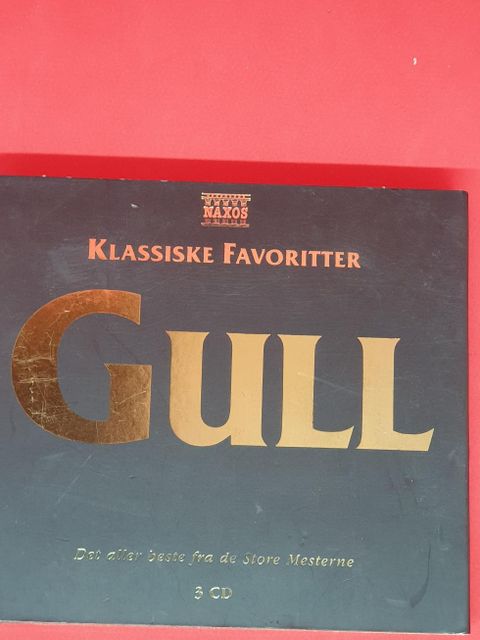 NAXOS
KLASSISKE FAVORITTER
GULL
Det aller beste fra de Store Mesterne
3 CD